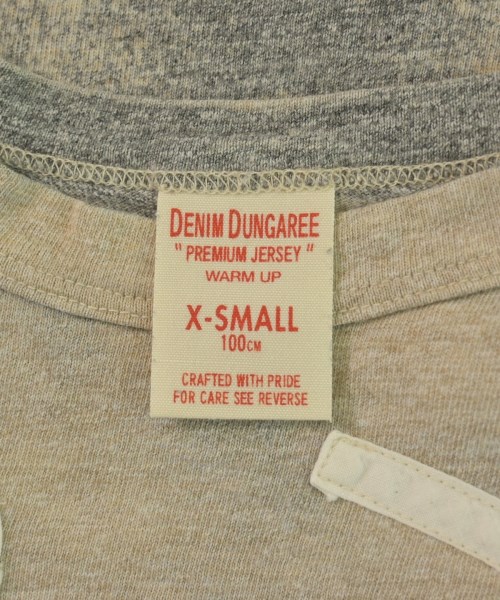 DENIM DUNGAREE
"PREMIUM JERSEY"
WARM UP
X-SMALL
100CM
CRAFTED WITH PRIDE
FOR CARE SEE REVERSE